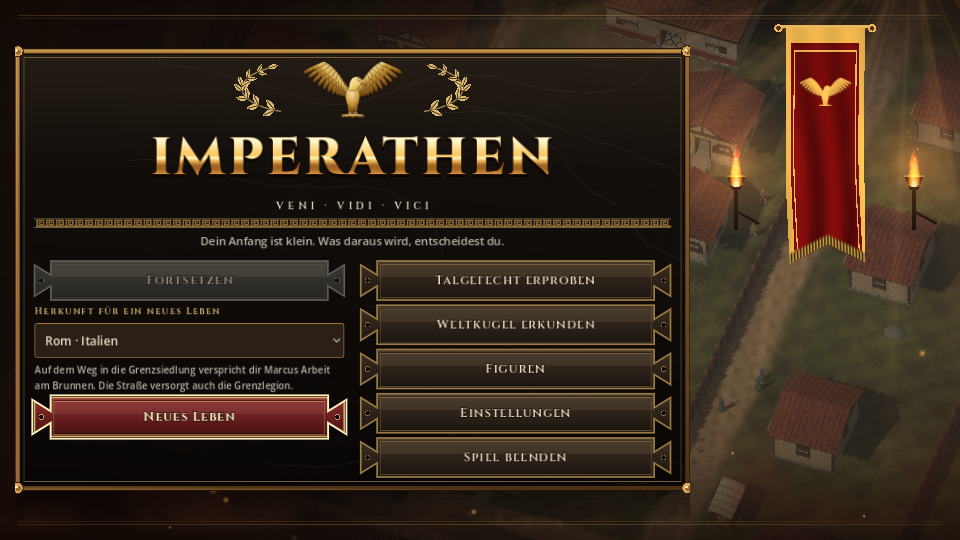 IMPERATHEN
VENI · VIDI · VICI
Dein Anfang ist klein. Was daraus wird, entscheidest du.
FORTSETZEN
HERKUNFT FÜR EIN NEUES LEBEN
Rom · Italien
Auf dem Weg in die Grenzsiedlung verspricht dir Marcus Arbeit
am Brunnen. Die Straße versorgt auch die Grenzlegion.
NEUES LEBEN
TALGEFECHT ERPROBEN
WELTKUGEL ERKUNDEN
FIGUREN
EINSTELLUNGEN
SPIEL BEENDEN